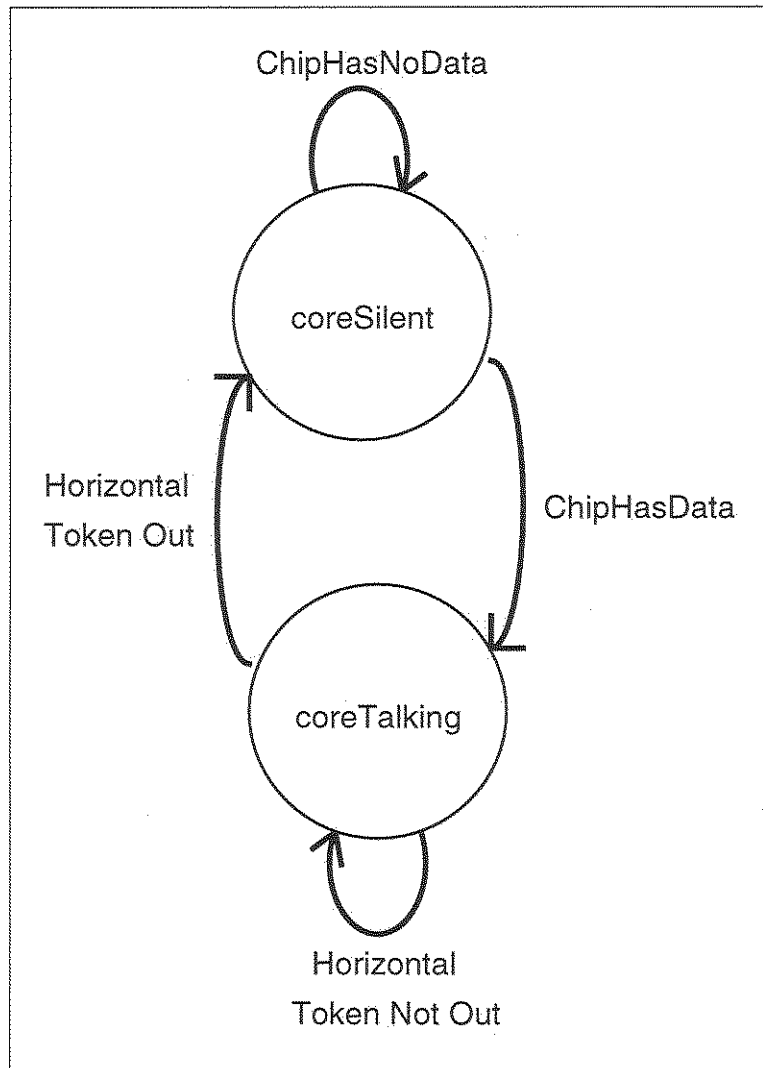 ChipHasNoData
coreSilent
Horizontal
Token Out
ChipHasData
coreTalking
Horizontal
Token Not Out